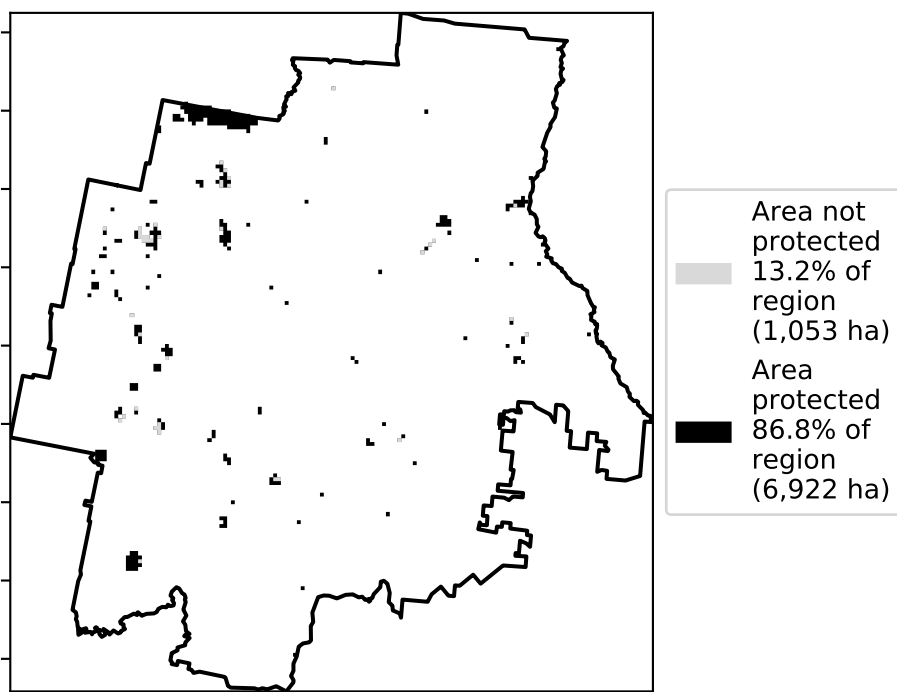 Area not
protected
13.2% of
region
(1,053 ha)
Area
protected
86.8% of
region
(6,922 ha)